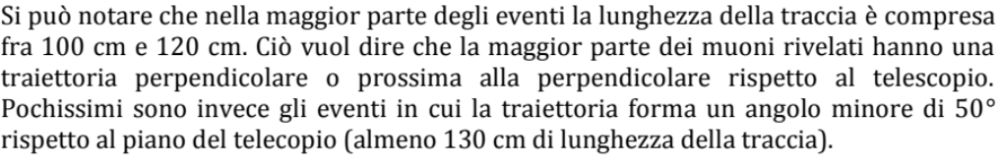 Si può notare che nella maggior parte degli eventi la lunghezza della traccia è compresa
fra 100 cm e 120 cm. Ciò vuol dire che la maggior parte dei muoni rivelati hanno una
traiettoria perpendicolare o prossima alla perpendicolare rispetto al telescopio.
Pochissimi sono invece gli eventi in cui la traiettoria forma un angolo minore di 50°
rispetto al piano del telecopio (almeno 130 cm di lunghezza della traccia).